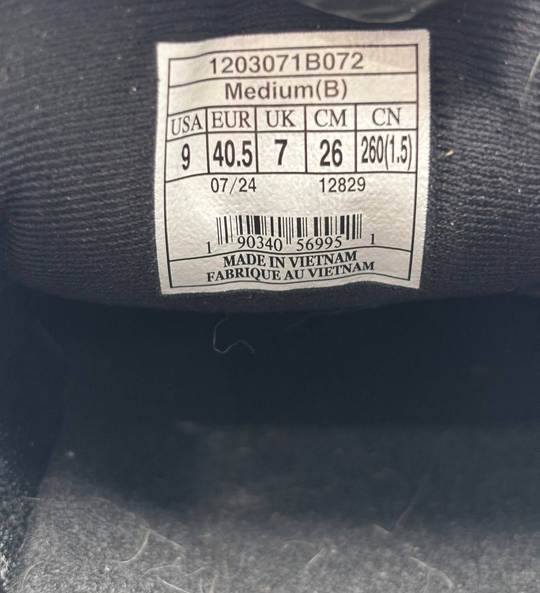 1203071B072
Medium(B)
USA EUR UK CM CN
9 40.5 7 26 260(1.5)
07/24 12829
1 90340 56995 1
MADE IN VIETNAM
FABRIQUE AU VIETNAM